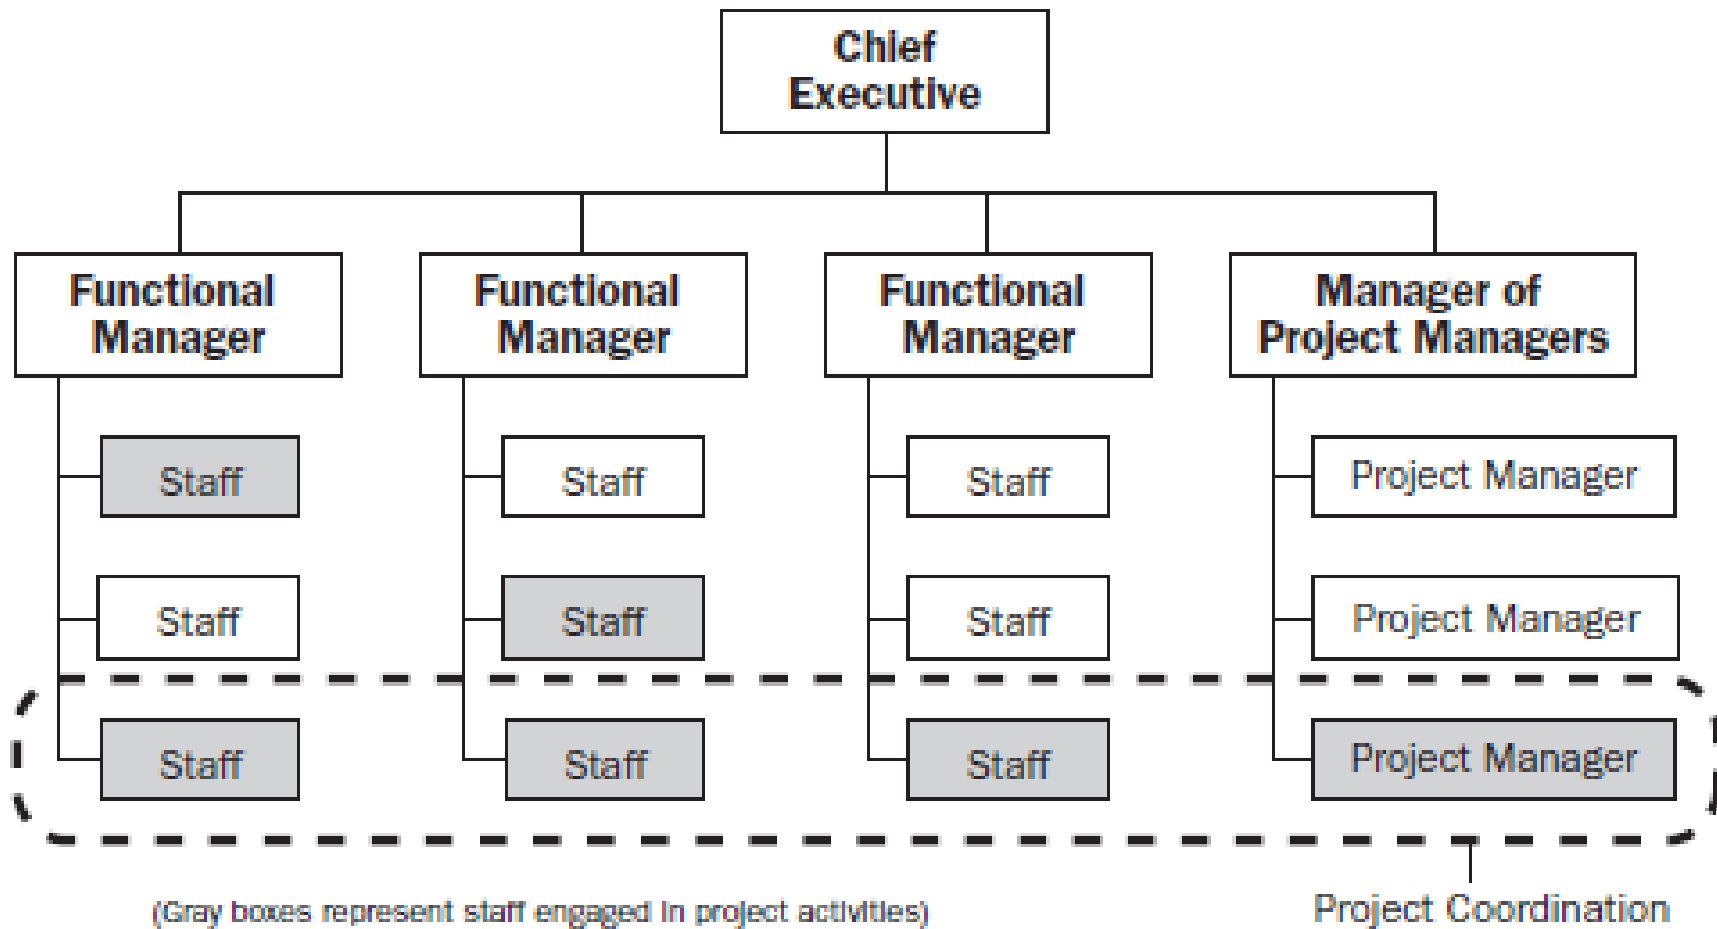 Chief
Executive
Functional
Manager
Functional
Manager
Functional
Manager
Manager of
Project Managers
Staff
Staff
Staff
Project Manager
Staff
Staff
Staff
Project Manager
Staff
Staff
Staff
Project Manager
(Gray boxes represent staff engaged in project activities)
Project Coordination